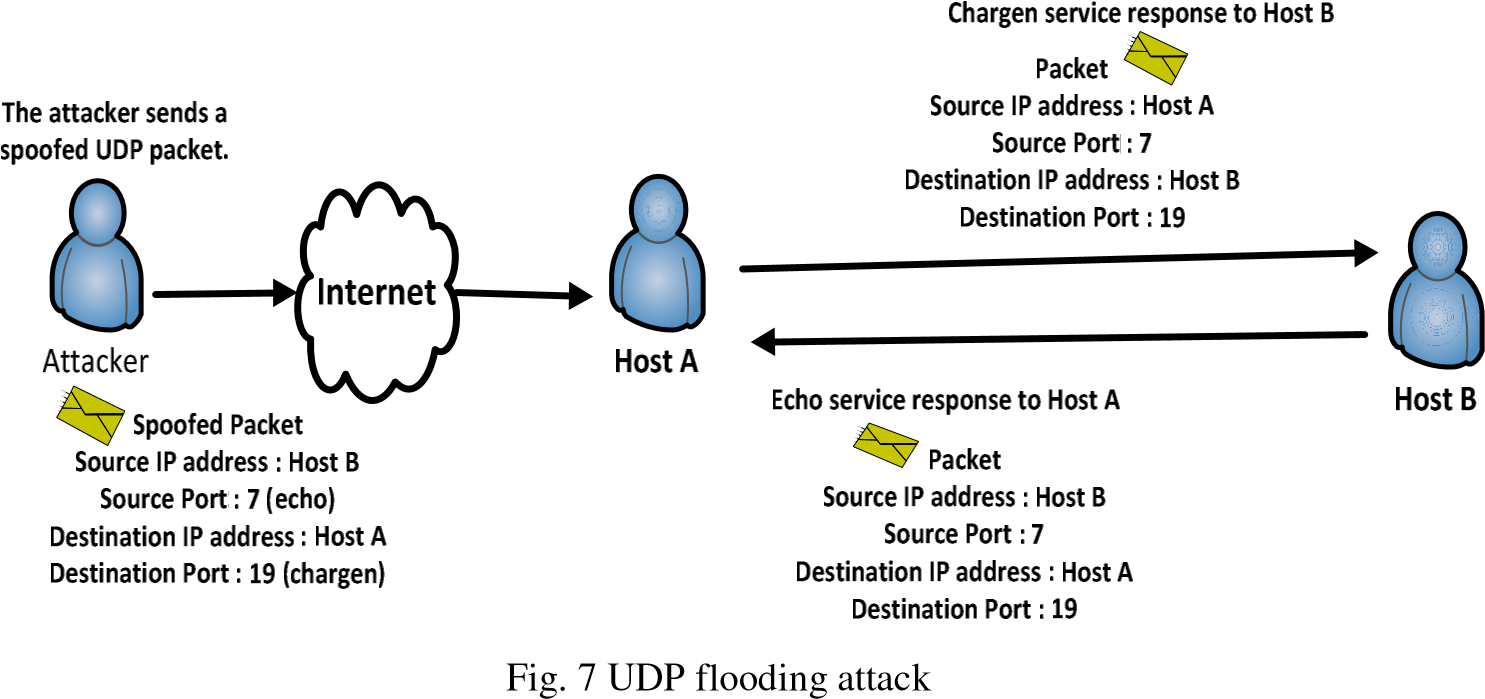 The attacker sends a
spoofed UDP packet.
Attacker
Spoofed Packet
Source IP address : Host B
Source Port : 7 (echo)
Destination IP address : Host A
Destination Port : 19 (chargen)
Internet
Host A
Chargen service response to Host B
Packet
Source IP address : Host A
Source Port : 7
Destination IP address : Host B
Destination Port : 19
Host B
Echo service response to Host A
Packet
Source IP address : Host B
Source Port : 7
Destination IP address : Host A
Destination Port : 19
Fig. 7 UDP flooding attack